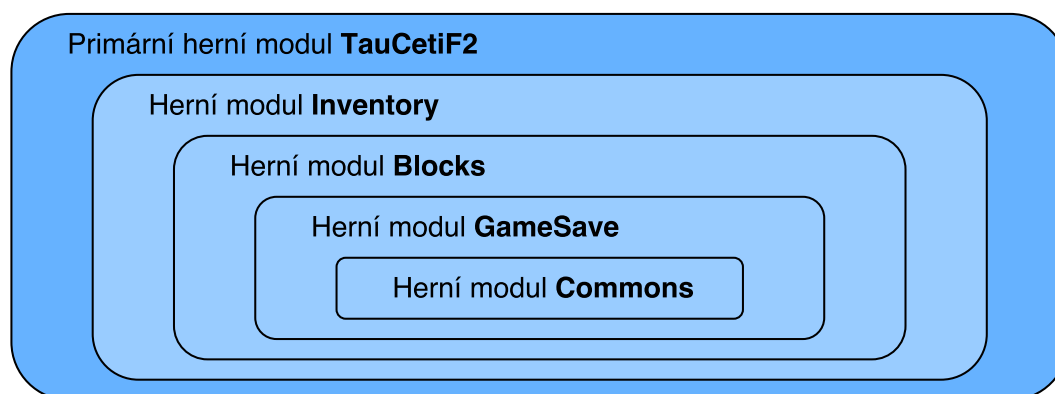 Primární herní modul TauCetiF2
Herní modul Inventory
Herní modul Blocks
Herní modul GameSave
Herní modul Commons